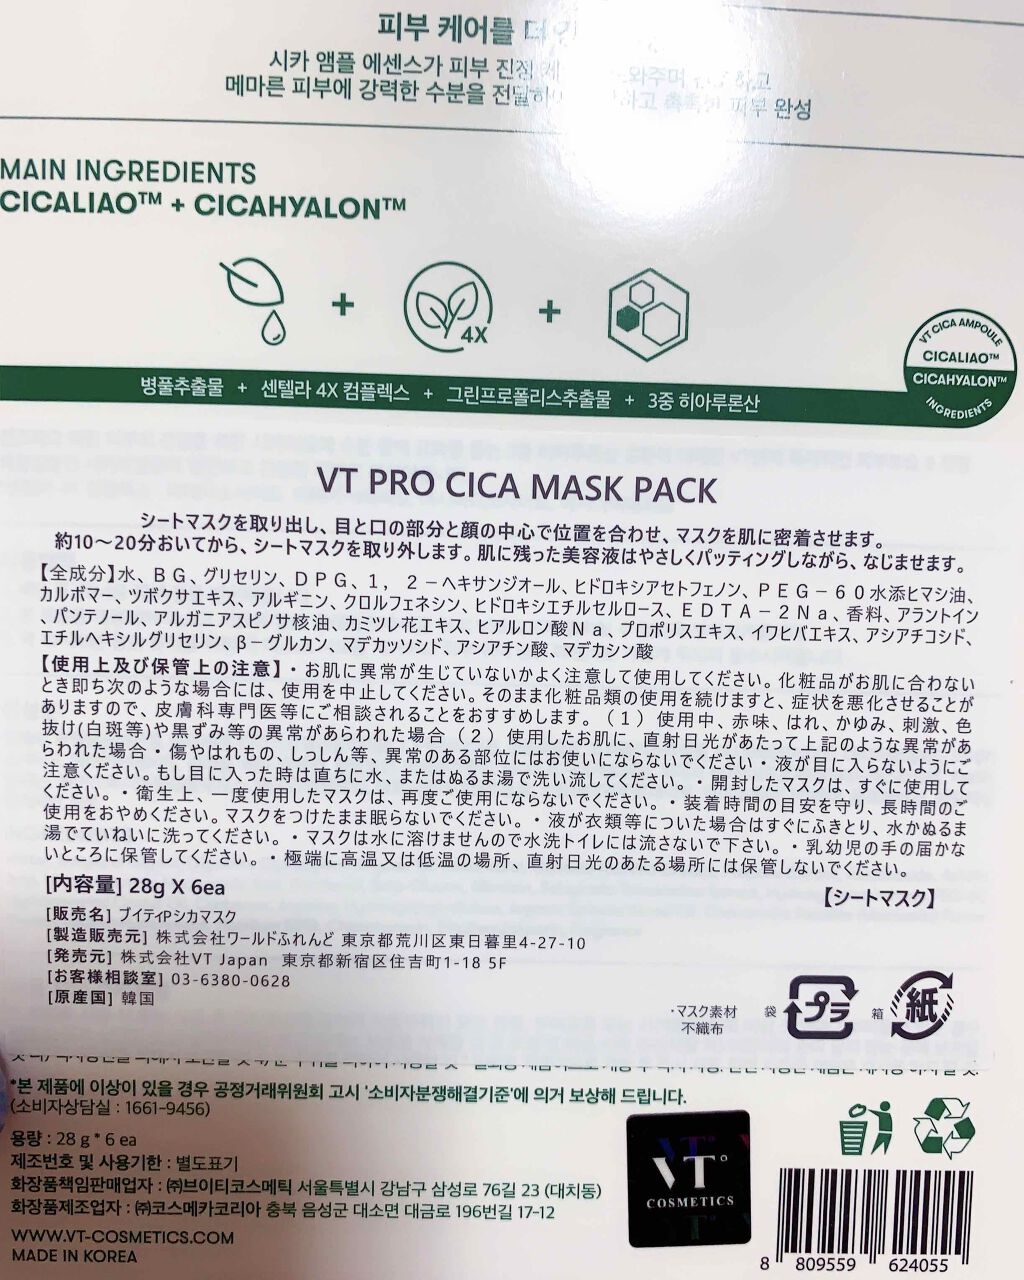 피부 케어를 더
시카 앰플 에센스가 피부 진정 케 와주며
메마른 피부에 강력한 수분을 전달하 하고 촉촉한 피부 완성
MAIN INGREDIENTS
CICALIAO™ + CICAHYALON™
+ 4X +
VT CICA AMPOULE
CICALIAO™
CICAHYALON™
INGREDIENTS
병풀추출물 + 센텔라 4X 컴플렉스 + 그린프로폴리스추출물 + 3중 히아루론산
VT PRO CICA MASK PACK
シートマスクを取り出し、目と口の部分と顔の中心で位置を合わせ、マスクを肌に密着させます。
約10～20分おいてから、シートマスクを取り外します。肌に残った美容液はやさしくパッティングしながら、なじませます。
【全成分】水、ＢＧ、グリセリン、ＤＰＧ、１，２－ヘキサンジオール、ヒドロキシアセトフェノン、ＰＥＧ－６０水添ヒマシ油、
カルボマー、ツボクサエキス、アルギニン、クロルフェネシン、ヒドロキシエチルセルロース、ＥＤＴＡ－２Ｎａ、香料、アラントイン
、パンテノール、アルガニアスピノサ核油、カミツレ花エキス、ヒアルロン酸Ｎａ、プロポリスエキス、イワヒバエキス、アシアチコシド、
エチルヘキシルグリセリン、β－グルカン、マデカッソシド、アシアチン酸、マデカシン酸
【使用上及び保管上の注意】・お肌に異常が生じていないかよく注意して使用してください。化粧品がお肌に合わない
とき即ち次のような場合には、使用を中止してください。そのまま化粧品類の使用を続けますと、症状を悪化させることが
ありますので、皮膚科専門医等にご相談されることをおすすめします。（１）使用中、赤味、はれ、かゆみ、刺激、色
抜け(白斑等)や黒ずみ等の異常があらわれた場合（２）使用したお肌に、直射日光があたって上記のような異常があ
らわれた場合・傷やはれもの、しっしん等、異常のある部位にはお使いにならないでください・液が目に入らないようにご
注意ください。もし目に入った時は直ちに水、またはぬるま湯で洗い流してください。・開封したマスクは、すぐに使用して
ください。・衛生上、一度使用したマスクは、再度ご使用にならないでください。・装着時間の目安を守り、長時間のご
使用をおやめください。マスクをつけたまま眠らないでください。・液が衣類等についた場合はすぐにふきとり、水かぬるま
湯でていねいに洗ってください。・マスクは水に溶けませんので水洗トイレには流さないで下さい。・乳幼児の手の届かな
いところに保管してください。・極端に高温又は低温の場所、直射日光のあたる場所には保管しないでください。
[内容量] 28g X 6ea 【シートマスク】
[販売名] ブイティPシカマスク
[製造販売元] 株式会社ワールドふれんど 東京都荒川区東日暮里4-27-10
[発売元] 株式会社VT Japan 東京都新宿区住吉町1-18 5F
[お客様相談室] 03-6380-0628
[原産国] 韓国
・マスク素材
不織布
袋 プラ 箱 紙
*본 제품에 이상이 있을 경우 공정거래위원회 고시 '소비자분쟁해결기준'에 의거 보상해 드립니다.
(소비자상담실 : 1661-9456)
용량 : 28 g * 6 ea
제조번호 및 사용기한 : 별도표기
화장품책임판매업자 : ㈜브이티코스메틱 서울특별시 강남구 삼성로 76길 23 (대치동)
화장품제조업자 : ㈜코스메카코리아 충북 음성군 대소면 대금로 196번길 17-12
WWW.VT-COSMETICS.COM
MADE IN KOREA
VT
COSMETICS
8 809559 624055